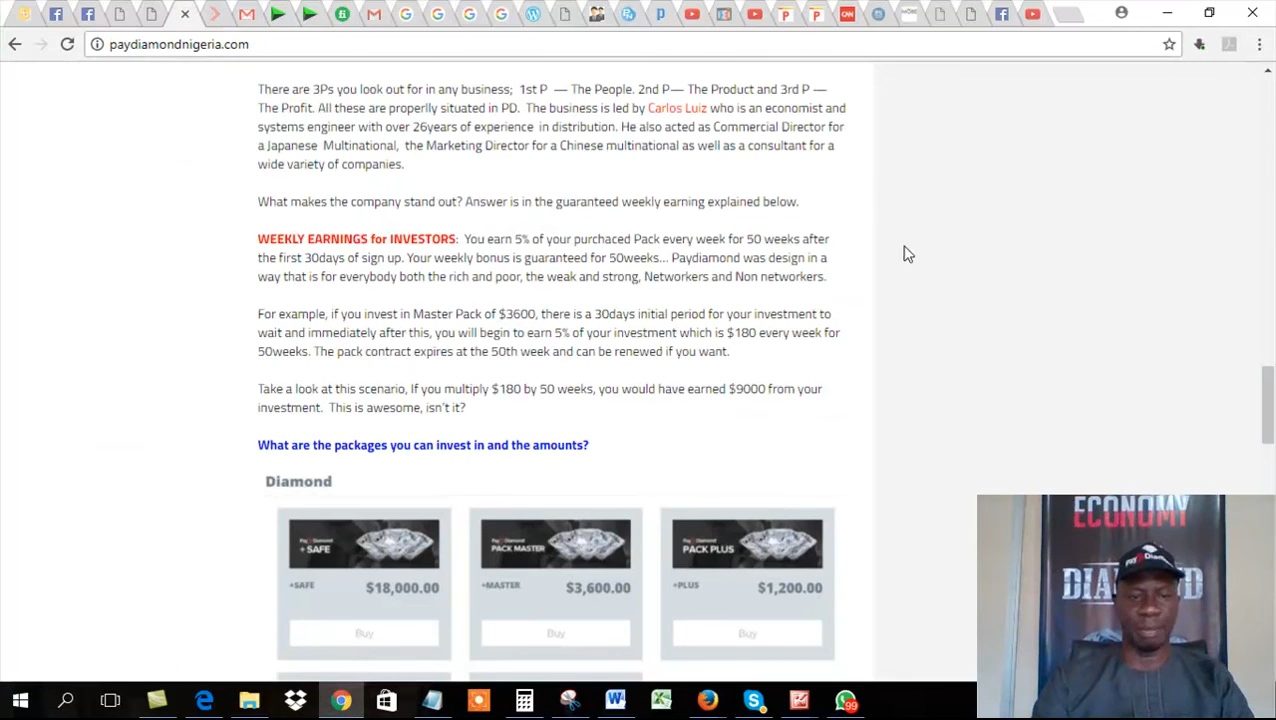 paydiamondnigeria.com
There are 3Ps you look out for in any business; 1st P — The People. 2nd P— The Product and 3rd P —
The Profit. All these are properlly situated in PD. The business is led by Carlos Luiz who is an economist and
systems engineer with over 26years of experience in distribution. He also acted as Commercial Director for
a Japanese Multinational, the Marketing Director for a Chinese multinational as well as a consultant for a
wide variety of companies.
What makes the company stand out? Answer is in the guaranteed weekly earning explained below.
WEEKLY EARNINGS for INVESTORS: You earn 5% of your purchased Pack every week for 50 weeks after
the first 30days of sign up. Your weekly bonus is guaranteed for 50weeks... Paydiamond was design in a
way that is for everybody both the rich and poor, the weak and strong, Networkers and Non networkers.
For example, if you invest in Master Pack of $3600, there is a 30days initial period for your investment to
wait and immediately after this, you will begin to earn 5% of your investment which is $180 every week for
50weeks. The pack contract expires at the 50th week and can be renewed if you want.
Take a look at this scenario, If you multiply $180 by 50 weeks, you would have earned $9000 from your
investment. This is awesome, isn't it?
What are the packages you can invest in and the amounts?
Diamond
Pay Diamond
+ SAFE
PACK MASTER
PACK PLUS
+SAFE $18,000.00
+MASTER $3,600.00
+PLUS $1,200.00
Buy
Buy
Buy
ECONOMY
DIAMOND
99